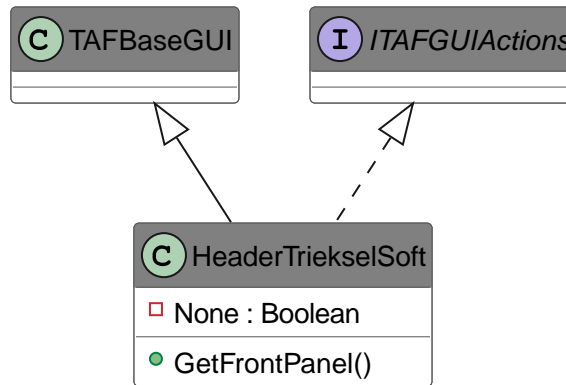 C TAFBaseGUI
I ITAFGUIActions
C HeaderTriekselSoft
None : Boolean
GetFrontPanel()